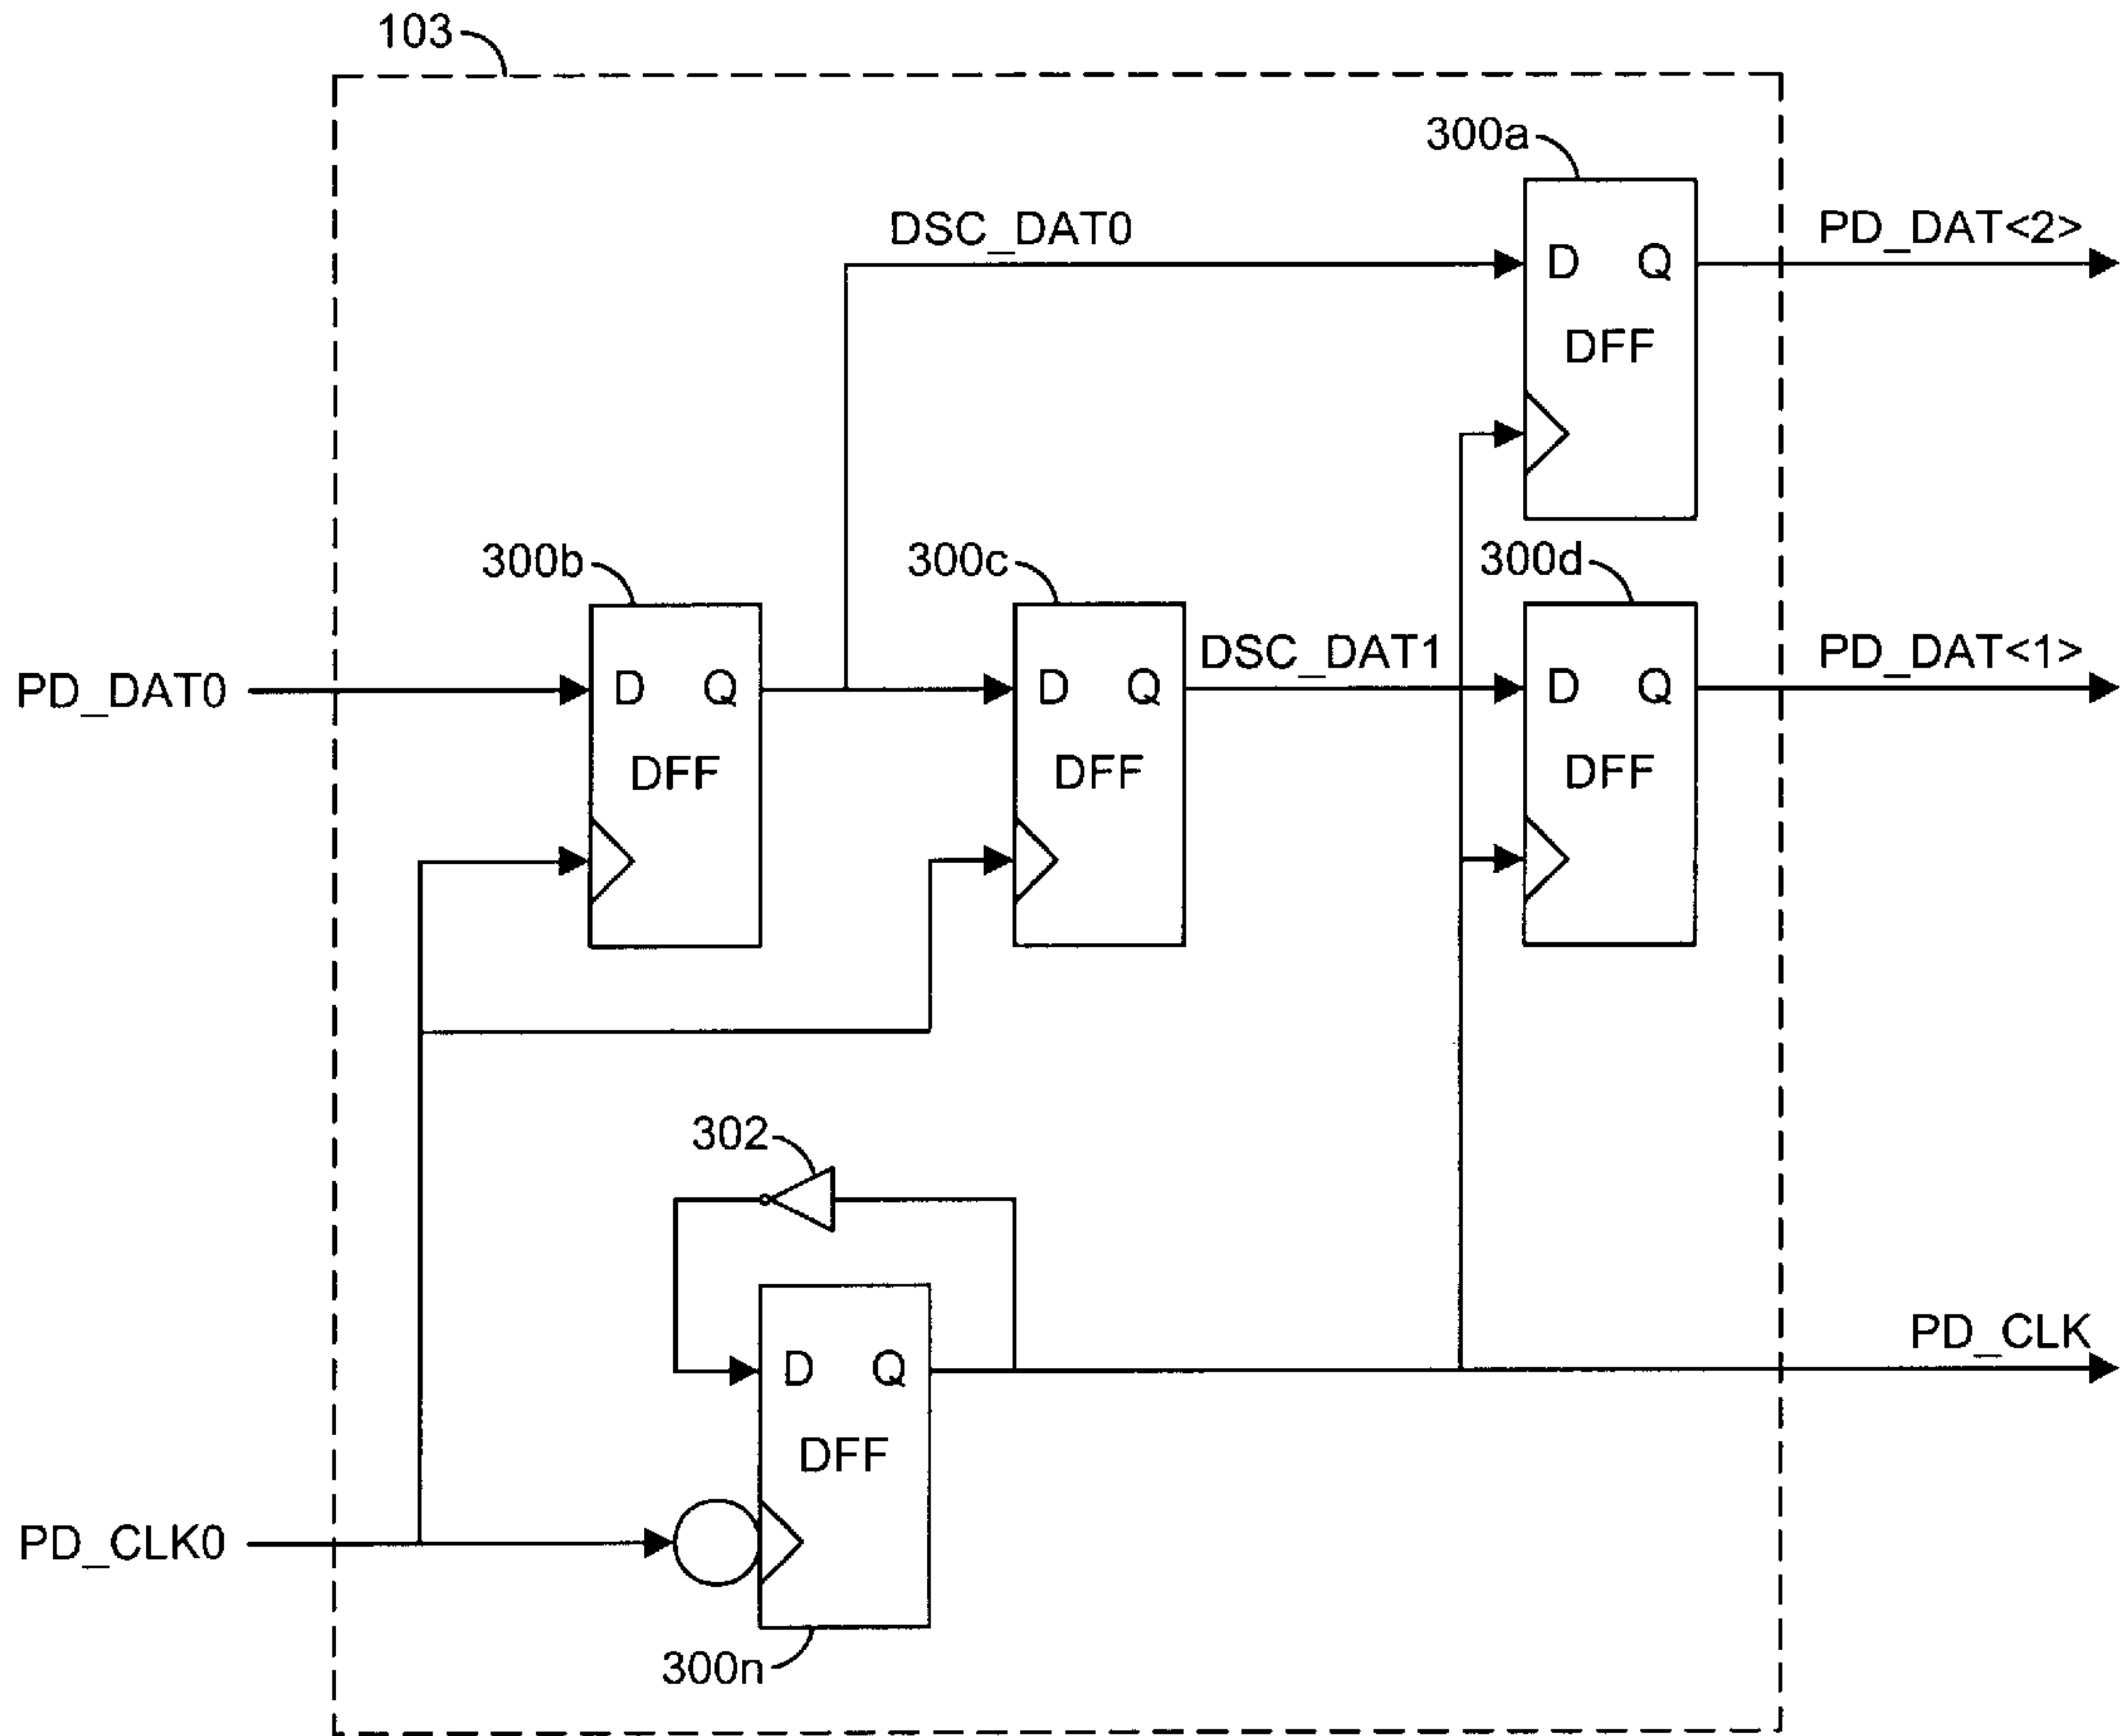 103
300a
DSC_DAT0
D Q
PD_DAT<2>
DFF
300b
300c
300d
PD_DAT0
D Q
D Q
DSC_DAT1
D Q
PD_DAT<1>
DFF
DFF
DFF
302
D Q
PD_CLK
DFF
PD_CLK0
300n